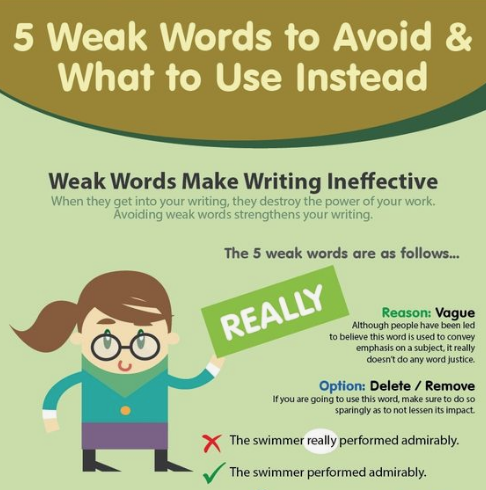 5 Weak Words to Avoid &
What to Use Instead
Weak Words Make Writing Ineffective
When they get into your writing, they destroy the power of your work.
Avoiding weak words strengthens your writing.
The 5 weak words are as follows...
REALLY
Reason: Vague
Although people have been led
to believe this word is used to convey
emphasis on a subject, it really
doesn't do any word justice.
Option: Delete / Remove
If you are going to use this word, make sure to do so
sparingly as to not lessen its impact.
The swimmer really performed admirably.
The swimmer performed admirably.